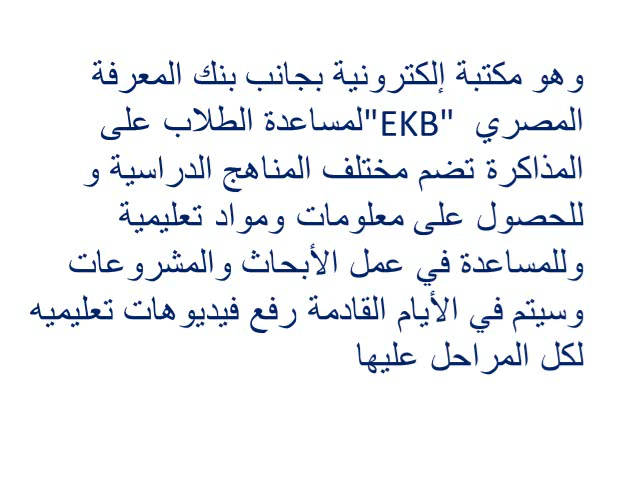 وهو مكتبة إلكترونية بجانب بنك المعرفة
المصري "EKB"لمساعدة الطلاب على
المذاكرة تضم مختلف المناهج الدراسية و
للحصول على معلومات ومواد تعليمية
وللمساعدة في عمل الأبحاث والمشروعات
وسيتم في الأيام القادمة رفع فيديوهات تعليميه
لكل المراحل عليها